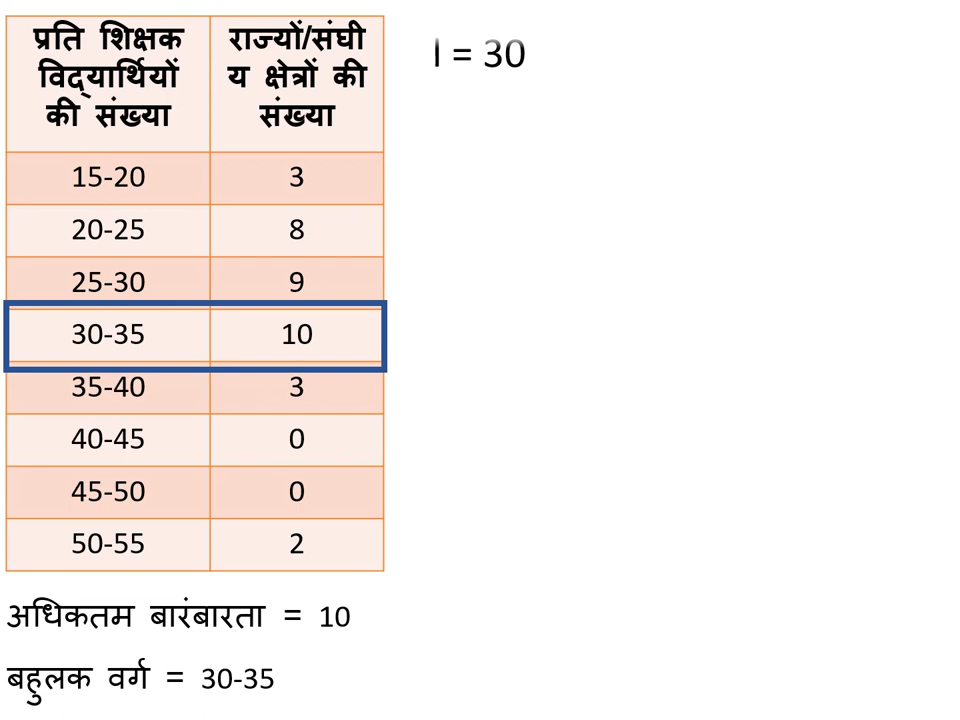 प्रति शिक्षक
विद्यार्थियों
की संख्या
राज्यों/संघी
य क्षेत्रों की
संख्या
15-20 3
20-25 8
25-30 9
30-35 10
35-40 3
40-45 0
45-50 0
50-55 2
अधिकतम बारंबारता = 10
बहुलक वर्ग = 30-35
l = 30